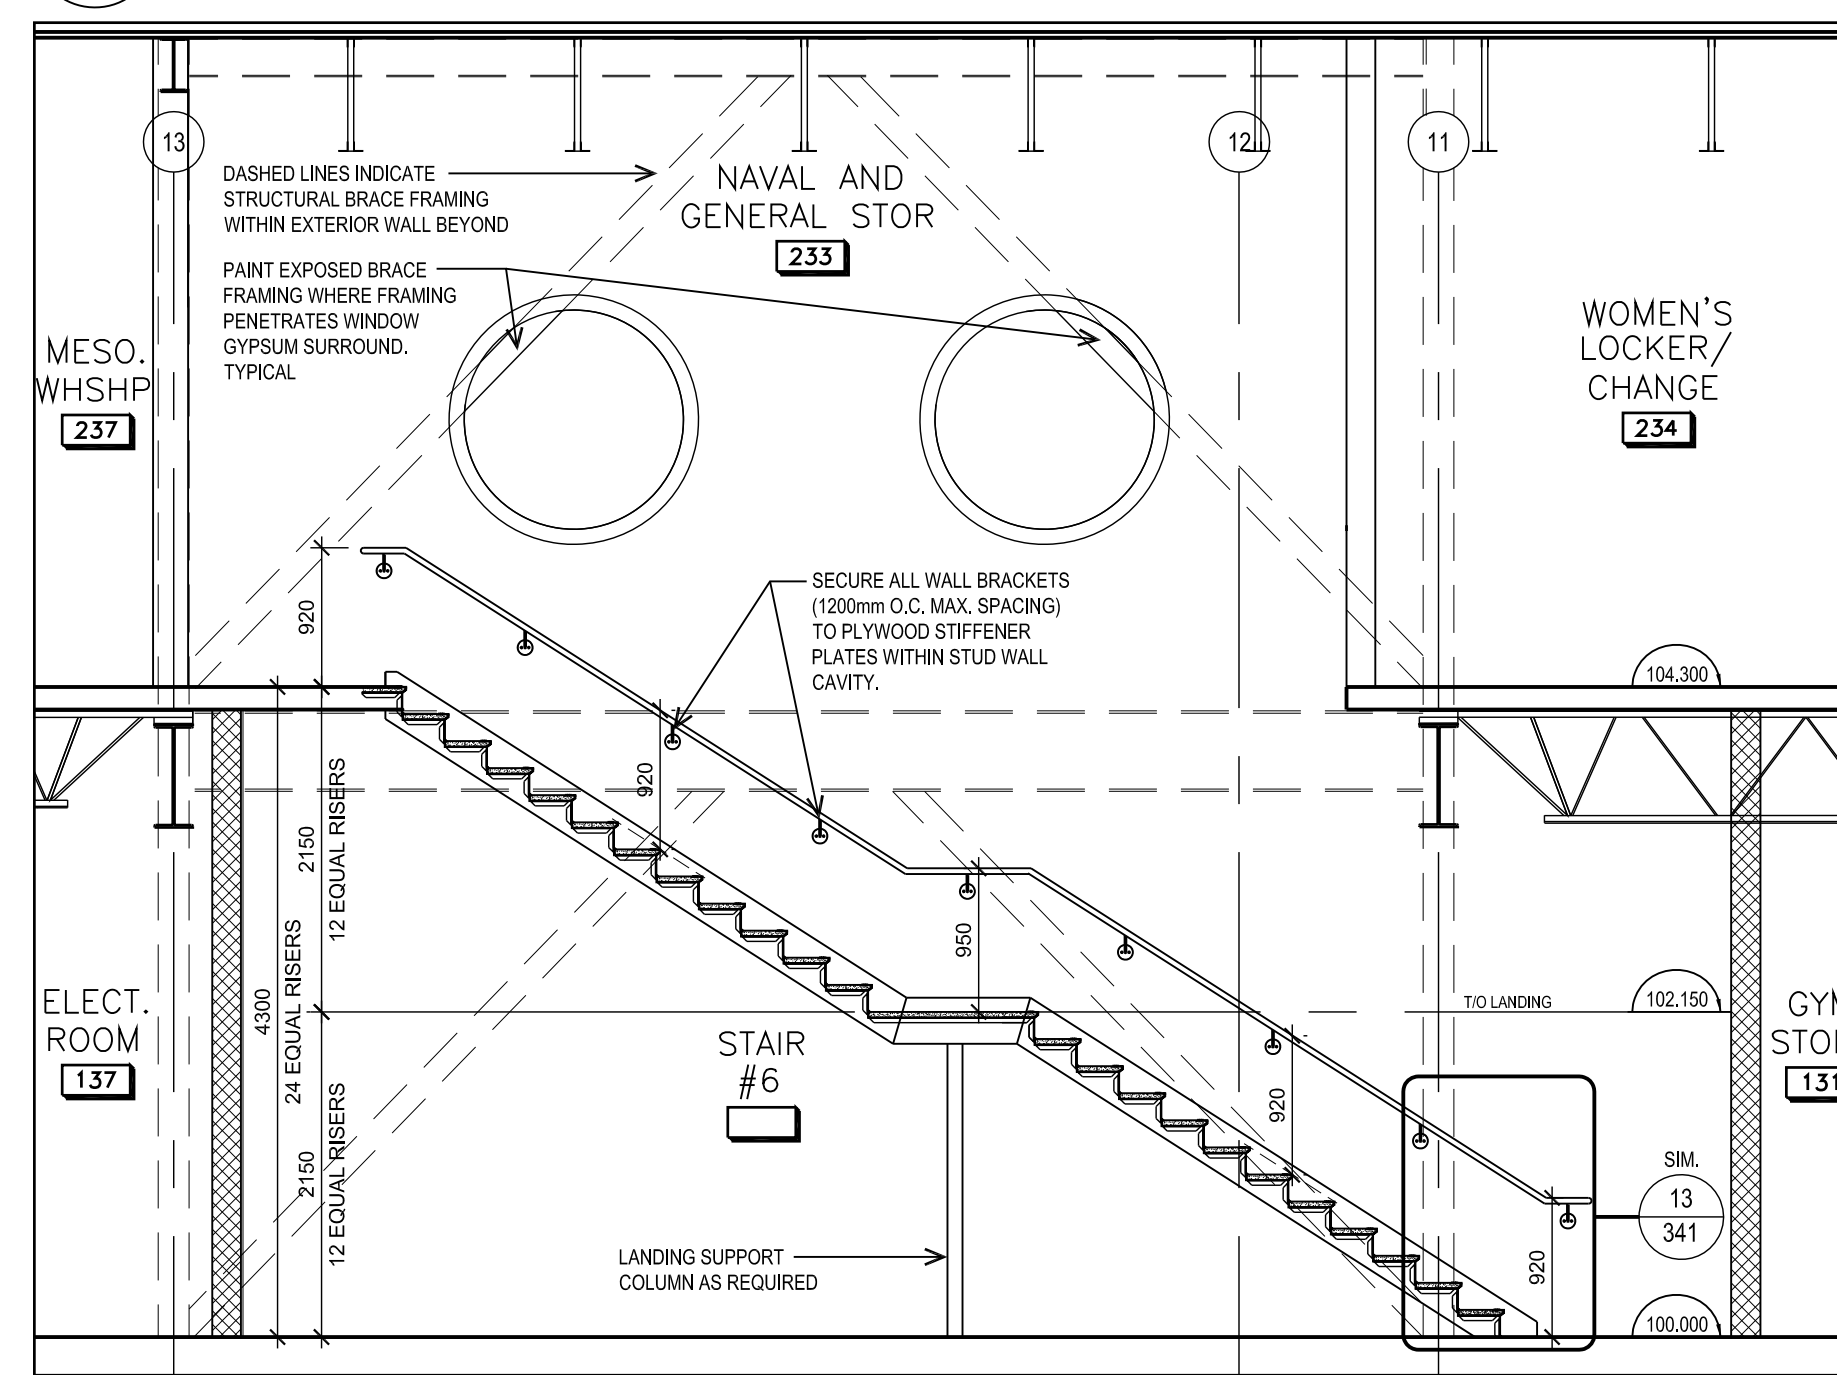 13
12
11
DASHED LINES INDICATE
STRUCTURAL BRACE FRAMING
WITHIN EXTERIOR WALL BEYOND
NAVAL AND
GENERAL STOR
233
PAINT EXPOSED BRACE
FRAMING WHERE FRAMING
PENETRATES WINDOW
GYPSUM SURROUND.
TYPICAL
MESO.
WHSHP
237
WOMEN'S
LOCKER/
CHANGE
234
SECURE ALL WALL BRACKETS
(1200mm O.C. MAX. SPACING)
TO PLYWOOD STIFFENER
PLATES WITHIN STUD WALL
CAVITY.
920
104.300
920
2150
12 EQUAL RISERS
950
4300
24 EQUAL RISERS
ELECT.
ROOM
137
T/O LANDING
102.150
GYM
STOR
131
STAIR
#6
920
2150
12 EQUAL RISERS
SIM.
13
341
LANDING SUPPORT
COLUMN AS REQUIRED
920
100.000